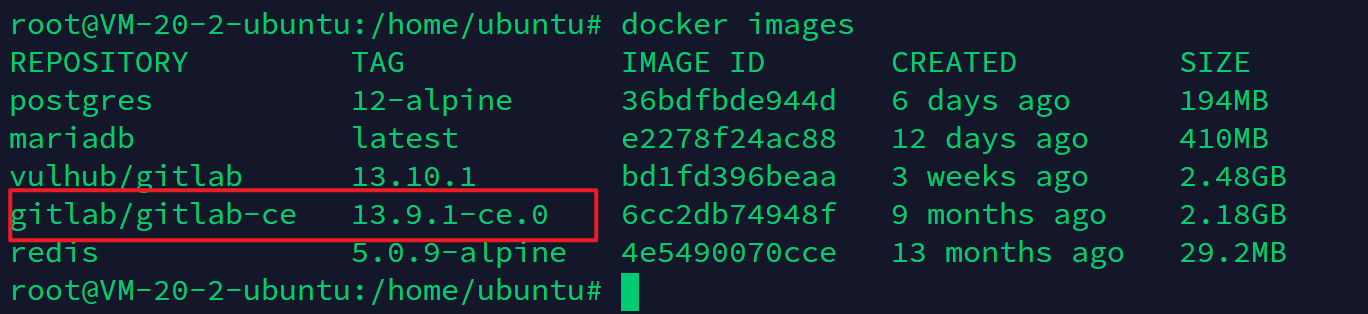 root@VM-20-2-ubuntu:/home/ubuntu# docker images
REPOSITORY TAG IMAGE ID CREATED SIZE
postgres 12-alpine 36bdfbde944d 6 days ago 194MB
mariadb latest e2278f24ac88 12 days ago 410MB
vulhub/gitlab 13.10.1 bd1fd396beaa 3 weeks ago 2.48GB
gitlab/gitlab-ce 13.9.1-ce.0 6cc2db74948f 9 months ago 2.18GB
redis 5.0.9-alpine 4e5490070cce 13 months ago 29.2MB
root@VM-20-2-ubuntu:/home/ubuntu#